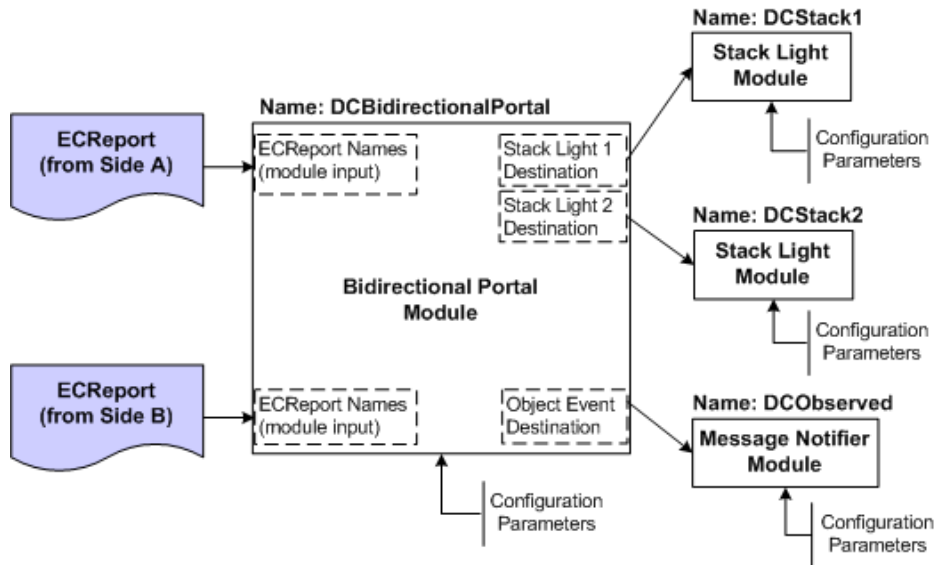 Name: DCStack1
Stack Light
Module
Configuration
Parameters
Name: DCBidirectionalPortal
ECReport
(from Side A)
ECReport Names
(module input)
Stack Light 1
Destination
Stack Light 2
Destination
Name: DCStack2
Stack Light
Module
Configuration
Parameters
Bidirectional Portal
Module
ECReport
(from Side B)
ECReport Names
(module input)
Object Event
Destination
Name: DCObserved
Message Notifier
Module
Configuration
Parameters
Configuration
Parameters